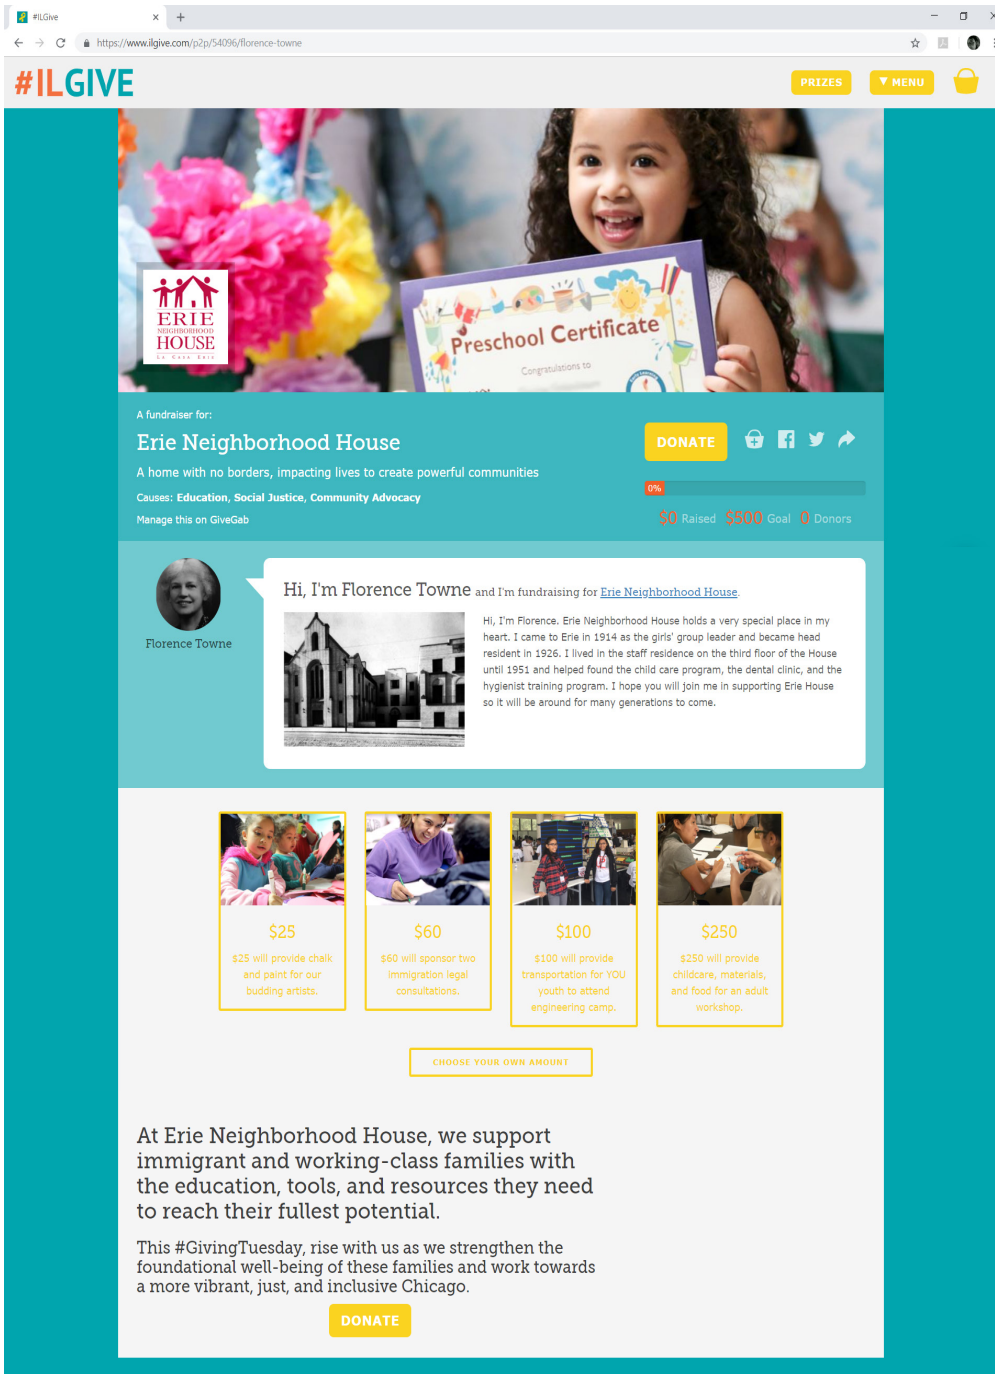 #ILGive
https://www.ilgive.com/p2p/54096/florence-towne
#ILGIVE
PRIZES
MENU
Preschool Certificate
Congratulations to
ERIE
NEIGHBORHOOD
HOUSE
LA CASA ERIE
A fundraiser for:
Erie Neighborhood House
A home with no borders, impacting lives to create powerful communities
Causes: Education, Social Justice, Community Advocacy
Manage this on GiveGab
DONATE
0%
$0 Raised $500 Goal 0 Donors
Florence Towne
Hi, I'm Florence Towne and I'm fundraising for Erie Neighborhood House.
Hi, I'm Florence. Erie Neighborhood House holds a very special place in my
heart. I came to Erie in 1914 as the girls' group leader and became head
resident in 1926. I lived in the staff residence on the third floor of the House
until 1951 and helped found the child care program, the dental clinic, and the
hygienist training program. I hope you will join me in supporting Erie House
so it will be around for many generations to come.
$25
$25 will provide chalk
and paint for our
budding artists.
$60
$60 will sponsor two
immigration legal
consultations.
$100
$100 will provide
transportation for YOU
youth to attend
engineering camp.
$250
$250 will provide
childcare, materials,
and food for an adult
workshop.
CHOOSE YOUR OWN AMOUNT
At Erie Neighborhood House, we support
immigrant and working-class families with
the education, tools, and resources they need
to reach their fullest potential.
This #GivingTuesday, rise with us as we strengthen the
foundational well-being of these families and work towards
a more vibrant, just, and inclusive Chicago.
DONATE